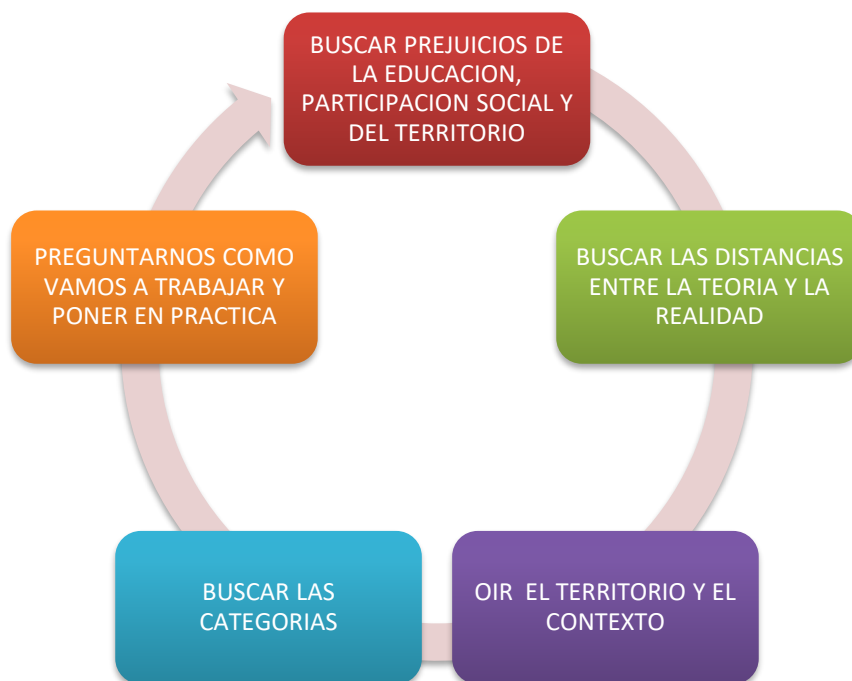 BUSCAR PREJUICIOS DE
LA EDUCACION,
PARTICIPACION SOCIAL Y
DEL TERRITORIO
BUSCAR LAS DISTANCIAS
ENTRE LA TEORIA Y LA
REALIDAD
OIR EL TERRITORIO Y EL
CONTEXTO
BUSCAR LAS
CATEGORIAS
PREGUNTARNOS COMO
VAMOS A TRABAJAR Y
PONER EN PRACTICA